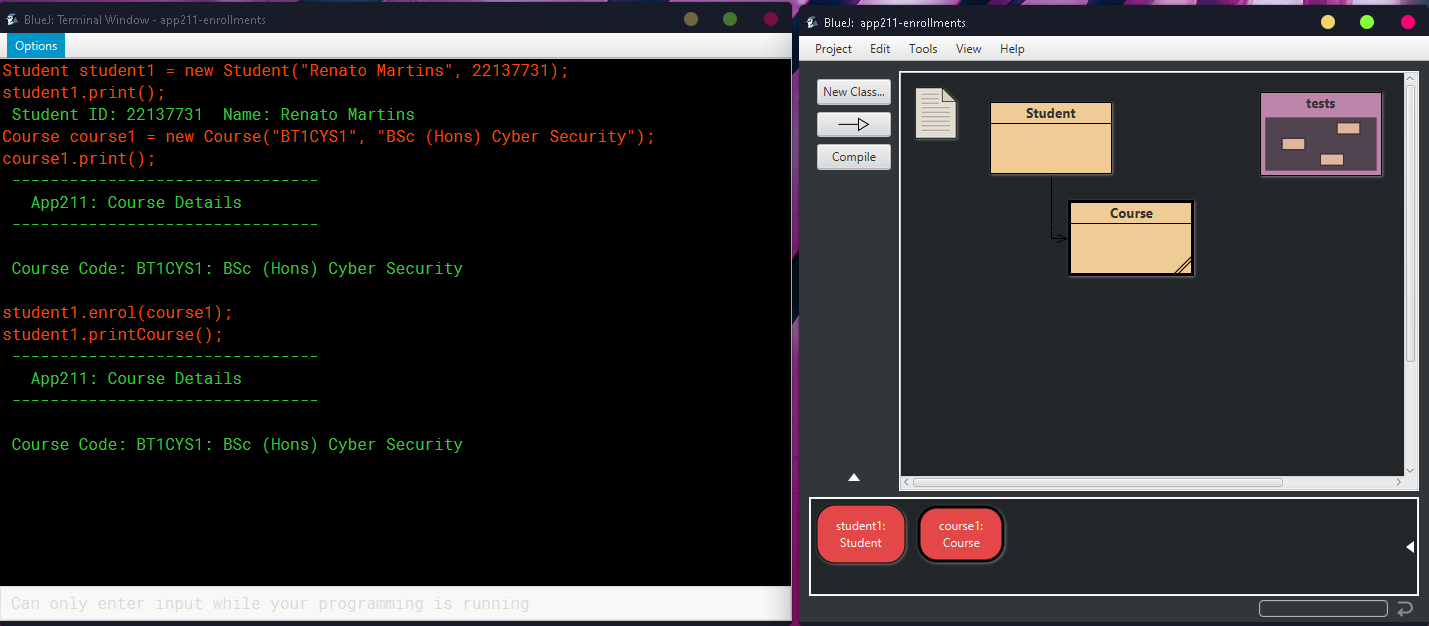 BlueJ: Terminal Window - app211-enrollments
Options
Student student1 = new Student("Renato Martins", 22137731);
student1.print();
Student ID: 22137731  Name: Renato Martins
Course course1 = new Course("BT1CYS1", "BSc (Hons) Cyber Security");
course1.print();
--------------------------------
App211: Course Details
--------------------------------
Course Code: BT1CYS1: BSc (Hons) Cyber Security
student1.enrol(course1);
student1.printCourse();
--------------------------------
App211: Course Details
--------------------------------
Course Code: BT1CYS1: BSc (Hons) Cyber Security
Can only enter input while your programming is running
BlueJ: app211-enrollments
Project Edit Tools View Help
New Class...
Compile
Student
tests
Course
student1:
Student
course1:
Course